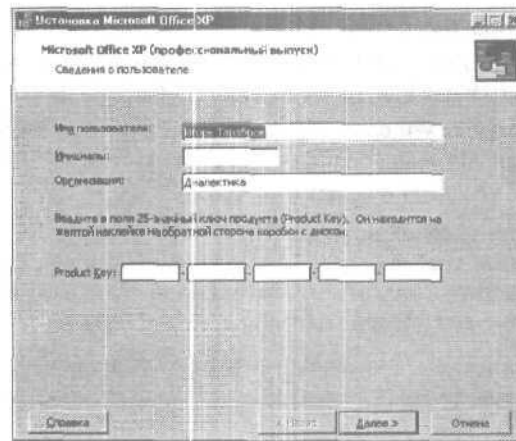 Установка Microsoft Office XP
Microsoft Office XP (профессиональный выпуск)
Сведения о пользователе
Имя пользователя:
Инициалы:
Организация:
Диалектика
Введите в поля 25-значный ключ продукта (Product Key). Он находится на
желтой наклейке на обратной стороне коробки с диском.
Product Key:
Справка
< Назад
Далее >
Отмена